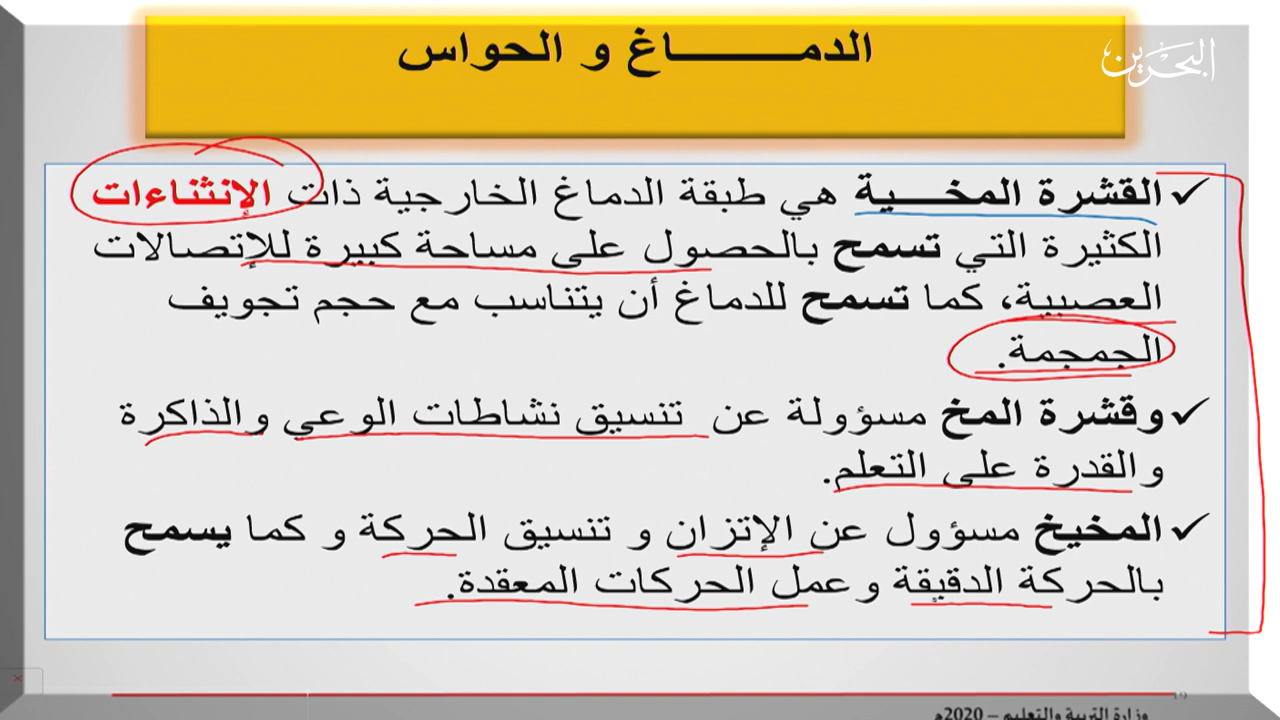 الدمـــــــاغ و الحواس
البحرين
✓ القشرة المخـــية هي طبقة الدماغ الخارجية ذات الإنثناءات
الكثيرة التي تسمح بالحصول على مساحة كبيرة للإتصالات
العصبية، كما تسمح للدماغ أن يتناسب مع حجم تجويف
الجمجمة.
✓ وقشرة المخ مسؤولة عن تنسيق نشاطات الوعي والذاكرة
والقدرة على التعلم.
✓ المخيخ مسؤول عن الإتزان و تنسيق الحركة و كما يسمح
بالحركة الدقيقة وعمل الحركات المعقدة.
وزارة التربية والتعليم – 2020م